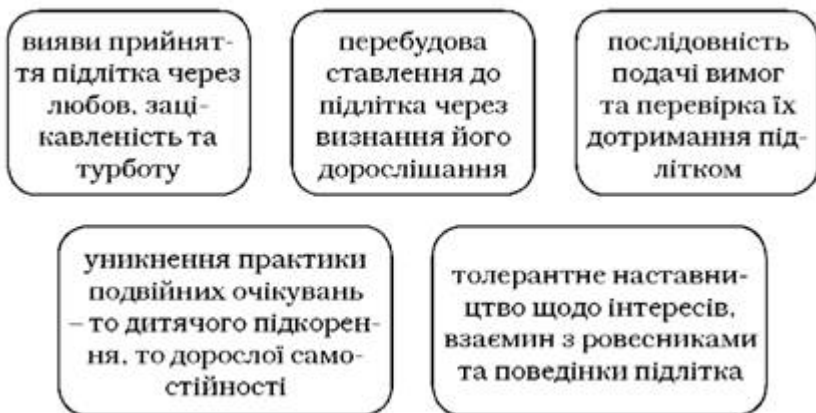 вияви прийнят-
тя підлітка через
любов, заці-
кавленість та
турботу
перебудова
ставлення до
підлітка через
визнання його
дорослішання
послідовність
подачі вимог
та перевірка їх
дотримання під-
літком
уникнення практики
подвійних очікувань
– то дитячого підкорен-
ня, то дорослої само-
стійності
толерантне настав­ни-
цтво щодо інтересів,
взаємин з ровесниками
та поведінки підлітка